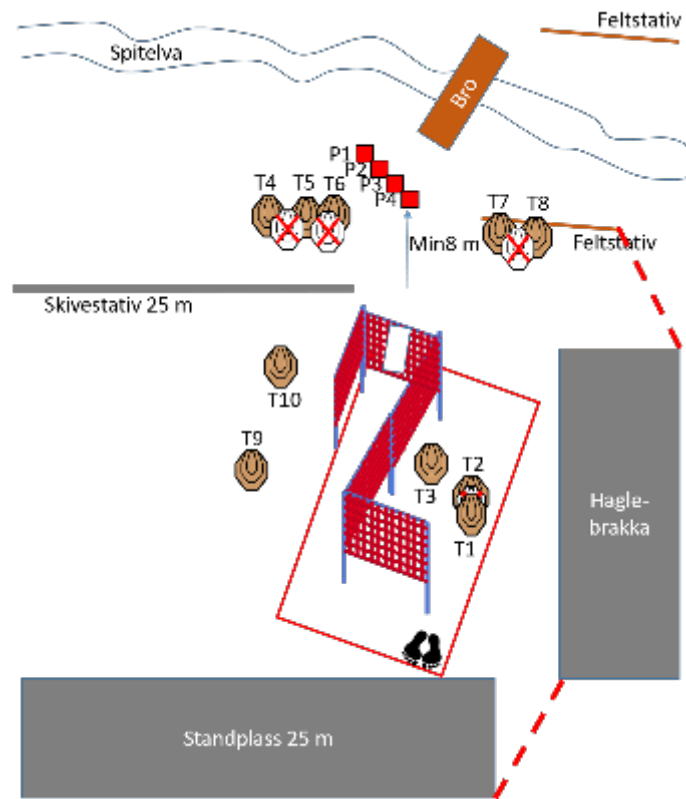 Feltstativ
Spitelva
Bro
P1
P2
P3
P4
T4 T5 T6
T7 T8
Min8 m
Feltstativ
Skivestativ 25 m
T10
T9
T2
T3
T1
Hagle-
brakka
Standplass 25 m